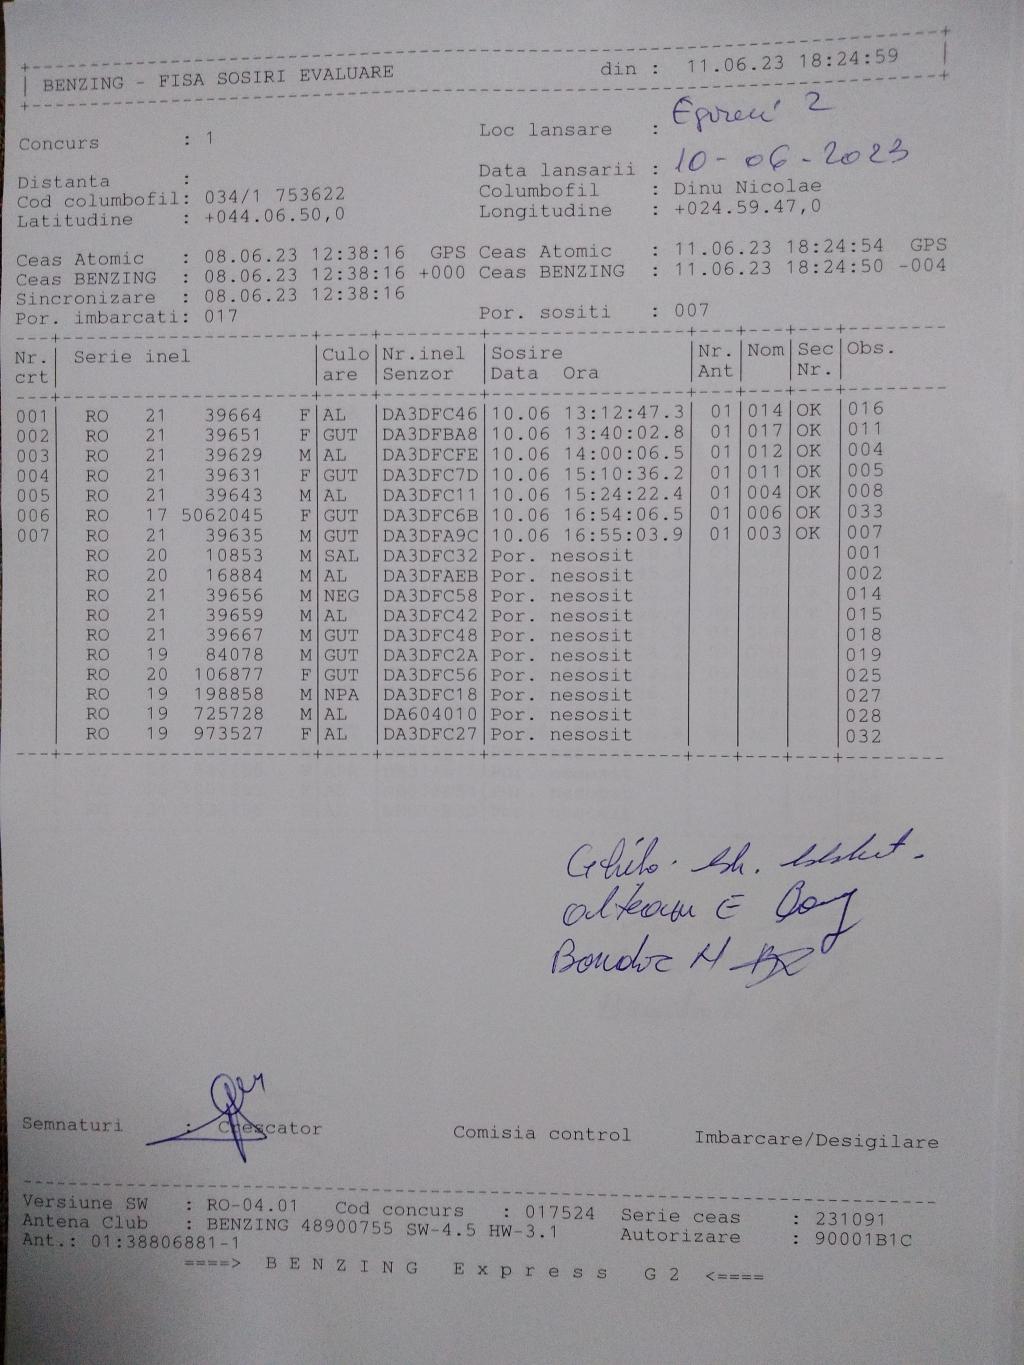 BENZING - FISA SOSIRI EVALUARE din : 11.06.23 18:24:59
Concurs : 1 Loc lansare : 2
Distanta : Data lansarii : 10-06-2023
Cod columbofil: 034/1 753622 Columbofil : Dinu Nicolae
Latitudine : +044.06.50,0 Longitudine : +024.59.47,0
Ceas Atomic : 08.06.23 12:38:16 GPS Ceas Atomic : 11.06.23 18:24:54 GPS
Ceas BENZING : 08.06.23 12:38:16 +000 Ceas BENZING : 11.06.23 18:24:50 -004
Sincronizare : 08.06.23 12:38:16
Por. imbarcati: 017 Por. sositi : 007
Nr. Serie inel Culo Nr.inel Sosire Nr. Nom Sec Obs.
crt are Senzor Data Ora Ant Nr.
001 RO 21 39664 F AL DA3DFC46 10.06 13:12:47.3 01 014 OK 016
002 RO 21 39651 F GUT DA3DFBA8 10.06 13:40:02.8 01 017 OK 011
003 RO 21 39629 M AL DA3DFCFE 10.06 14:00:06.5 01 012 OK 004
004 RO 21 39631 F GUT DA3DFC7D 10.06 15:10:36.2 01 011 OK 005
005 RO 21 39643 M AL DA3DFC11 10.06 15:24:22.4 01 004 OK 008
006 RO 17 5062045 F GUT DA3DFC6B 10.06 16:54:06.5 01 006 OK 033
007 RO 21 39635 M GUT DA3DFA9C 10.06 16:55:03.9 01 003 OK 007
RO 20 10853 M SAL DA3DFC32 Por. nesosit 001
RO 20 16884 M AL DA3DFAEB Por. nesosit 002
RO 21 39656 M NEG DA3DFC58 Por. nesosit 014
RO 21 39659 M AL DA3DFC42 Por. nesosit 015
RO 21 39667 M GUT DA3DFC48 Por. nesosit 018
RO 19 84078 M GUT DA3DFC2A Por. nesosit 019
RO 20 106877 F GUT DA3DFC56 Por. nesosit 025
RO 19 198858 M NPA DA3DFC18 Por. nesosit 027
RO 19 725728 M AL DA604010 Por. nesosit 028
RO 19 973527 F AL DA3DFC27 Por. nesosit 032
Semnaturi : Crescator Comisia control Imbarcare/Desigilare
Versiune SW : RO-04.01 Cod concurs : 017524 Serie ceas : 231091
Antena Club : BENZING 48900755 SW-4.5 HW-3.1 Autorizare : 90001B1C
Ant.: 01:38806881-1
====> B E N Z I N G E x p r e s s G 2 <====